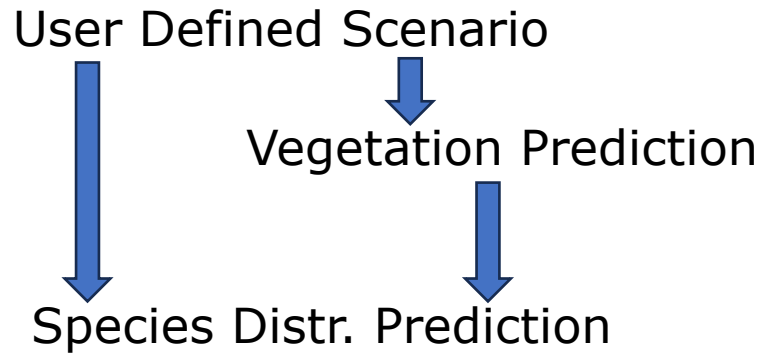 User Defined Scenario
Vegetation Prediction
Species Distr. Prediction